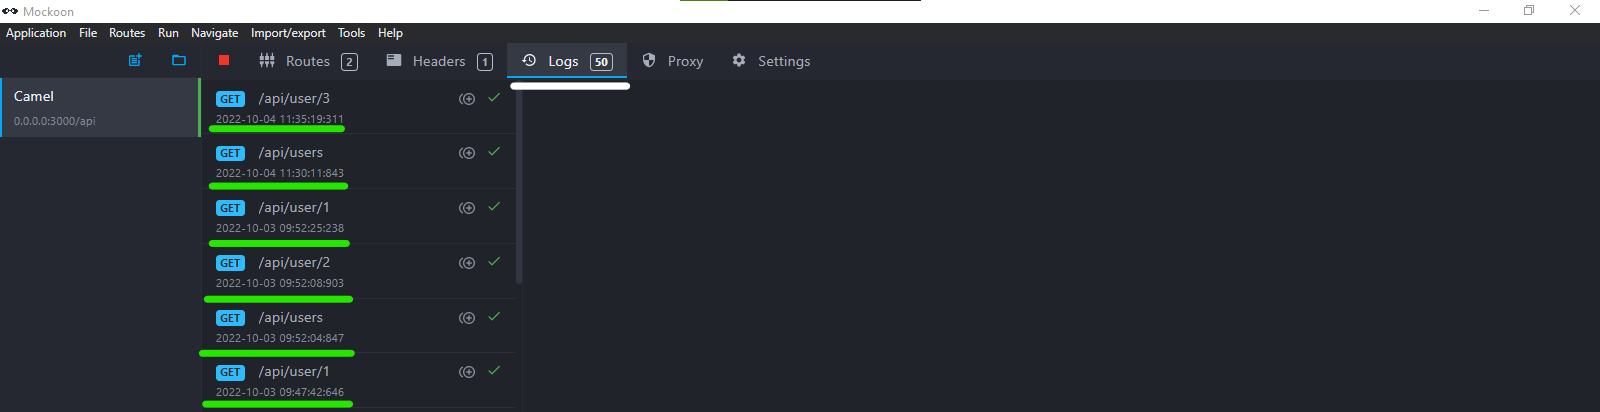 Mockoon
Application File Routes Run Navigate Import/export Tools Help
Routes 2 Headers 1 Logs 50 Proxy Settings
Camel
0.0.0.0:3000/api
GET /api/user/3
2022-10-04 11:35:19:311
GET /api/users
2022-10-04 11:30:11:843
GET /api/user/1
2022-10-03 09:52:25:238
GET /api/user/2
2022-10-03 09:52:08:903
GET /api/users
2022-10-03 09:52:04:847
GET /api/user/1
2022-10-03 09:47:42:646